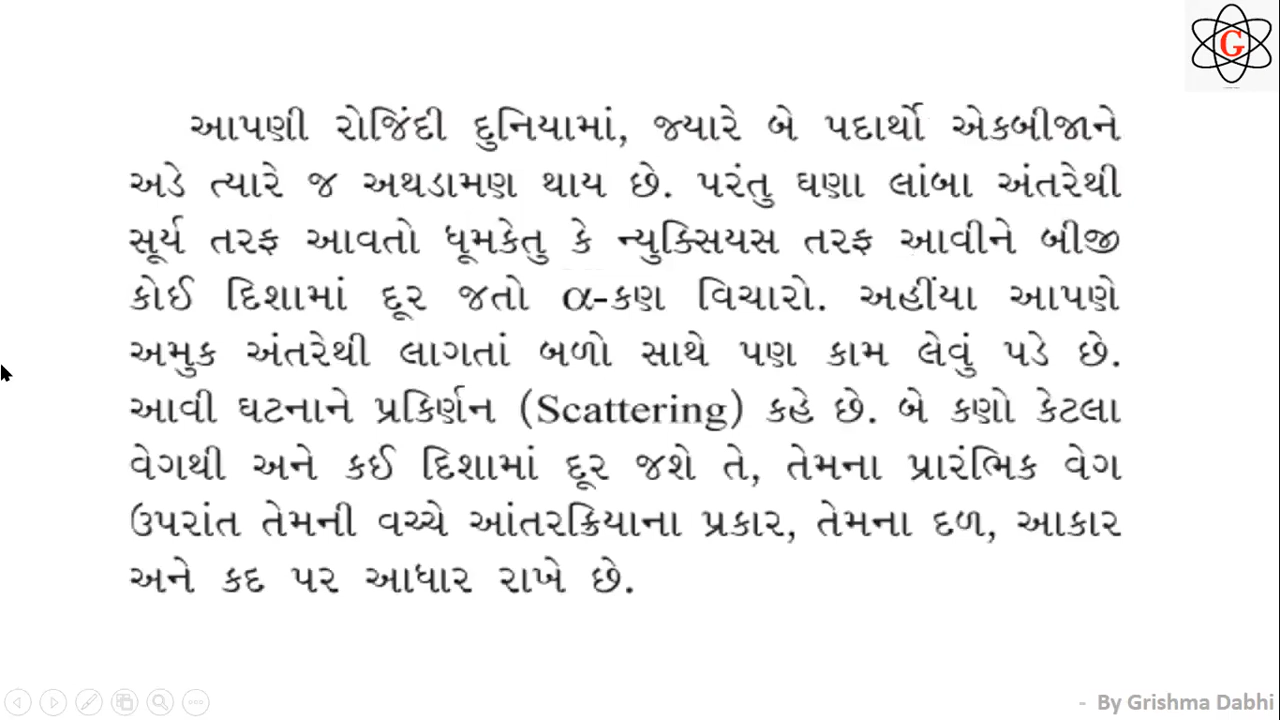 G
આપણી રોજિંદી દુનિયામાં, જ્યારે બે પદાર્થો એકબીજાને
અડે ત્યારે જ અથડામણ થાય છે. પરંતુ ઘણા લાંબા અંતરેથી
સૂર્ય તરફ આવતો ધૂમકેતુ કે ન્યુક્સિયસ તરફ આવીને બીજી
કોઈ દિશામાં દૂર જતો α-કણ વિચારો. અહીંયા આપણે
અમુક અંતરેથી લાગતાં બળો સાથે પણ કામ લેવું પડે છે.
આવી ઘટનાને પ્રકિર્ણન (Scattering) કહે છે. બે કણો કેટલા
વેગથી અને કઈ દિશામાં દૂર જશે તે, તેમના પ્રારંભિક વેગ
ઉપરાંત તેમની વચ્ચે આંતરક્રિયાના પ્રકાર, તેમના દળ, આકાર
અને કદ પર આધાર રાખે છે.
- By Grishma Dabhi